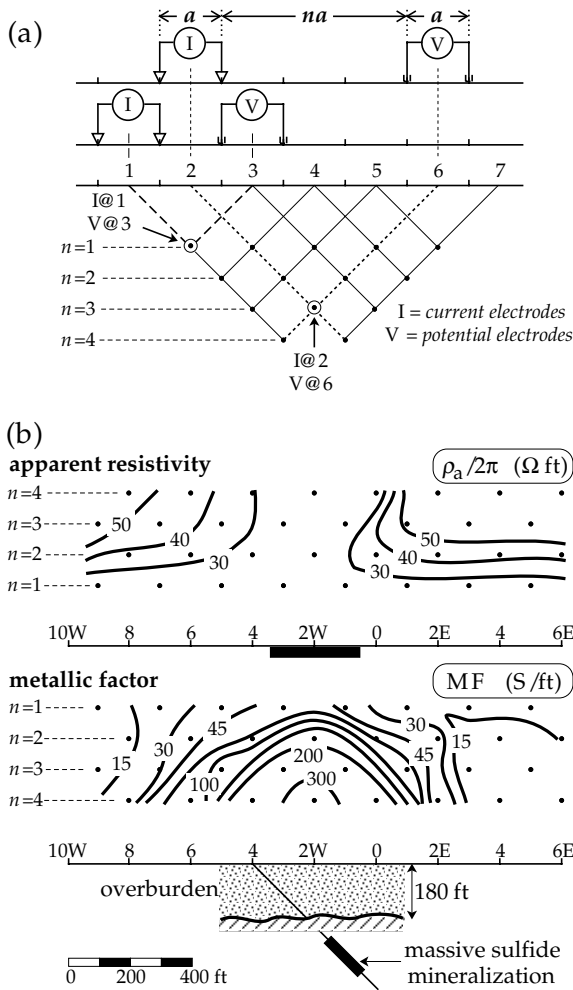 (a)
a na a
I V
I V
1 2 3 4 5 6 7
I@1
V@3
n=1
n=2
n=3
n=4
I = current electrodes
V = potential electrodes
I@2
V@6
(b)
apparent resistivity
ρa/2π (Ω ft)
n=4
n=3
n=2
n=1
50 40 30
50 40 30
10W 8 6 4 2W 0 2E 4 6E
metallic factor
MF (S/ft)
n=1
n=2
n=3
n=4
15 30 45 100 200 300 30 45 15
10W 8 6 4 2W 0 2E 4 6E
overburden
180 ft
massive sulfide
mineralization
0 200 400 ft